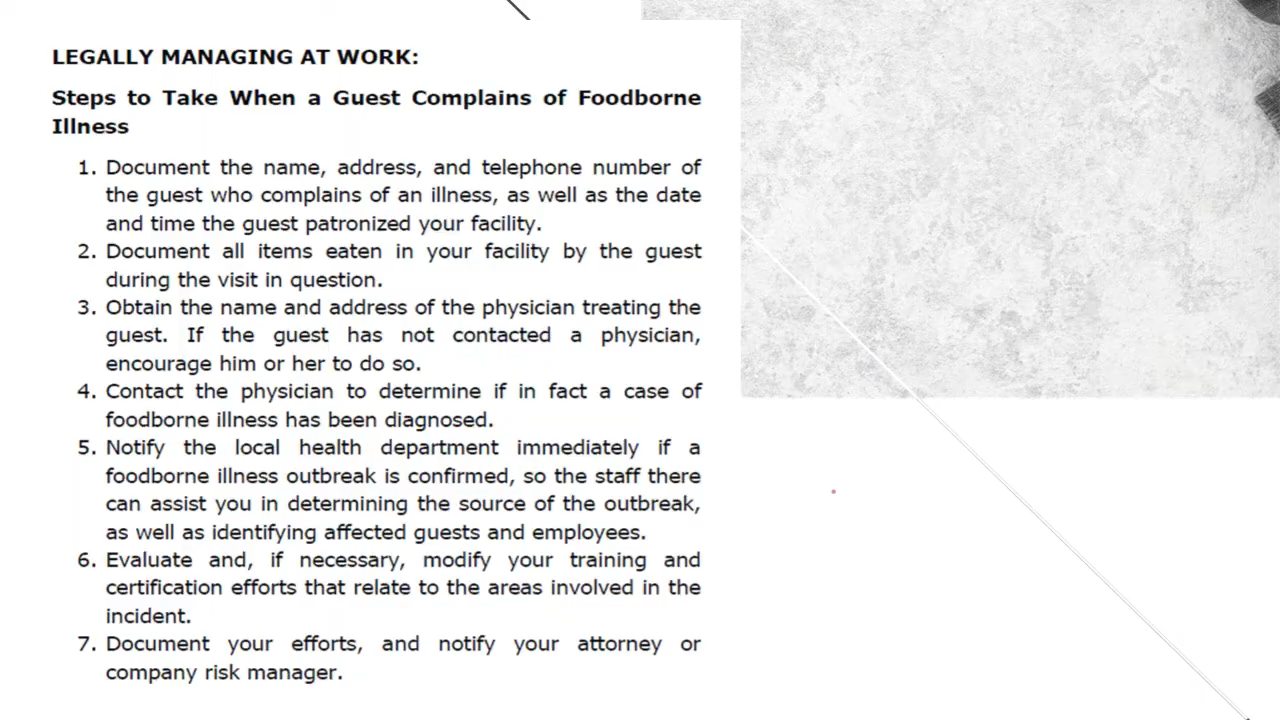 LEGALLY MANAGING AT WORK:
Steps to Take When a Guest Complains of Foodborne
Illness
1. Document the name, address, and telephone number of
the guest who complains of an illness, as well as the date
and time the guest patronized your facility.
2. Document all items eaten in your facility by the guest
during the visit in question.
3. Obtain the name and address of the physician treating the
guest. If the guest has not contacted a physician,
encourage him or her to do so.
4. Contact the physician to determine if in fact a case of
foodborne illness has been diagnosed.
5. Notify the local health department immediately if a
foodborne illness outbreak is confirmed, so the staff there
can assist you in determining the source of the outbreak,
as well as identifying affected guests and employees.
6. Evaluate and, if necessary, modify your training and
certification efforts that relate to the areas involved in the
incident.
7. Document your efforts, and notify your attorney or
company risk manager.